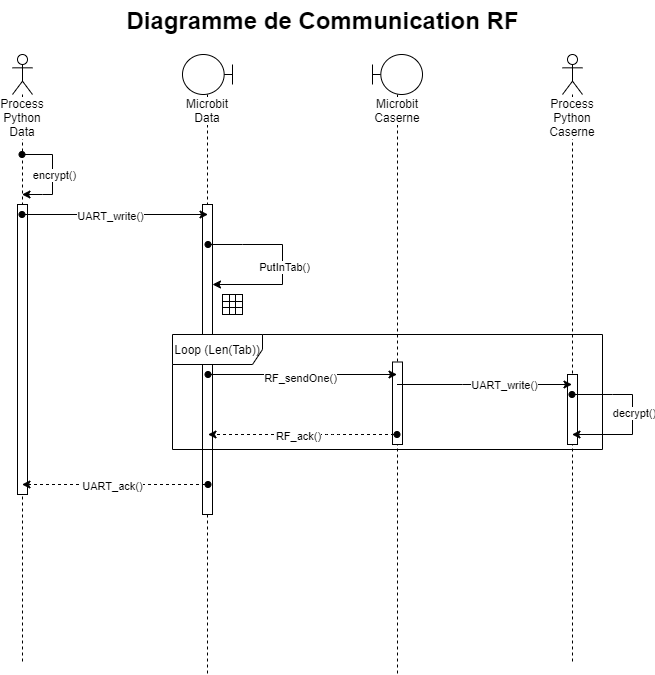 Diagramme de Communication RF
Process
Python
Data
Microbit
Data
Microbit
Caserne
Process
Python
Caserne
encrypt()
UART_write()
PutInTab()
Loop (Len(Tab))
RF_sendOne()
UART_write()
decrypt()
RF_ack()
UART_ack()